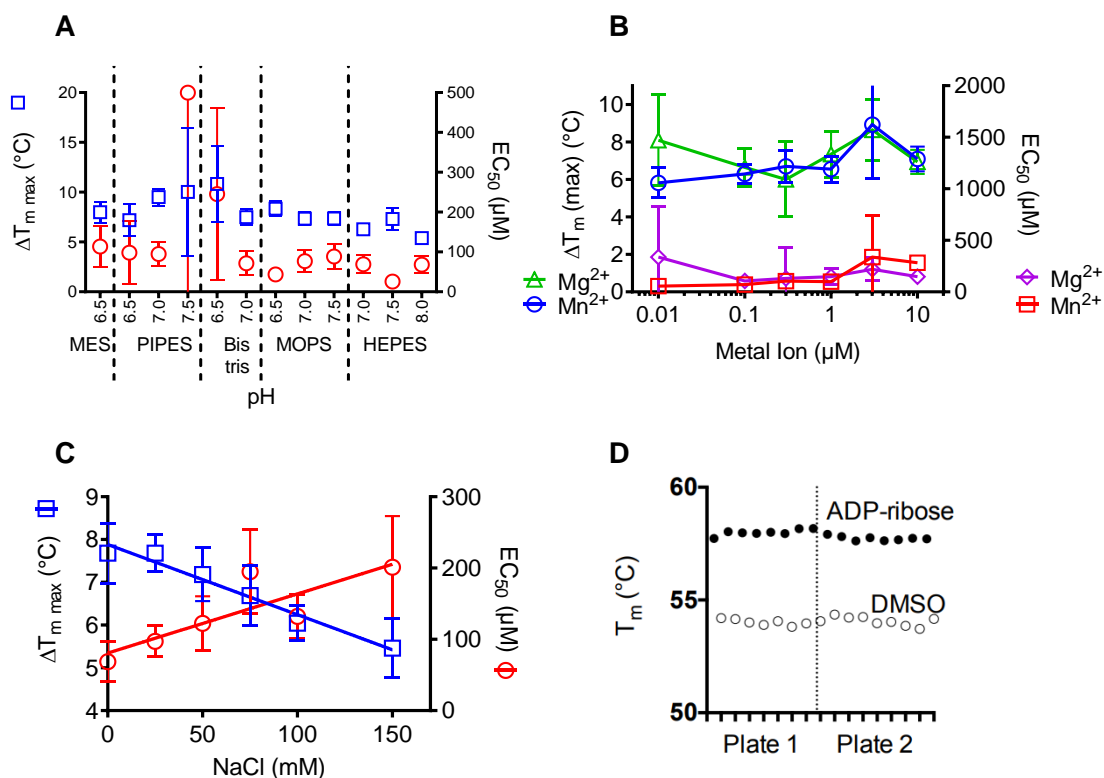 A
ΔTm max (°C)
20
15
10
5
0
500
400
300
200
100
0
EC50 (µM)
6.5
6.5
7.0
7.5
6.5
7.0
6.5
7.0
7.5
7.0
7.5
8.0
MES
PIPES
Bis
tris
MOPS
HEPES
pH
B
ΔTm (max) (°C)
10
8
6
4
2
0
2000
1500
1000
500
0
EC50 (µM)
0.01
0.1
1
10
Metal Ion (µM)
Mg2+
Mn2+
Mg2+
Mn2+
C
ΔTm max (°C)
9
8
7
6
5
4
300
200
100
0
EC50 (µM)
0
50
100
150
NaCl (mM)
D
Tm (°C)
60
55
50
ADP-ribose
DMSO
Plate 1
Plate 2